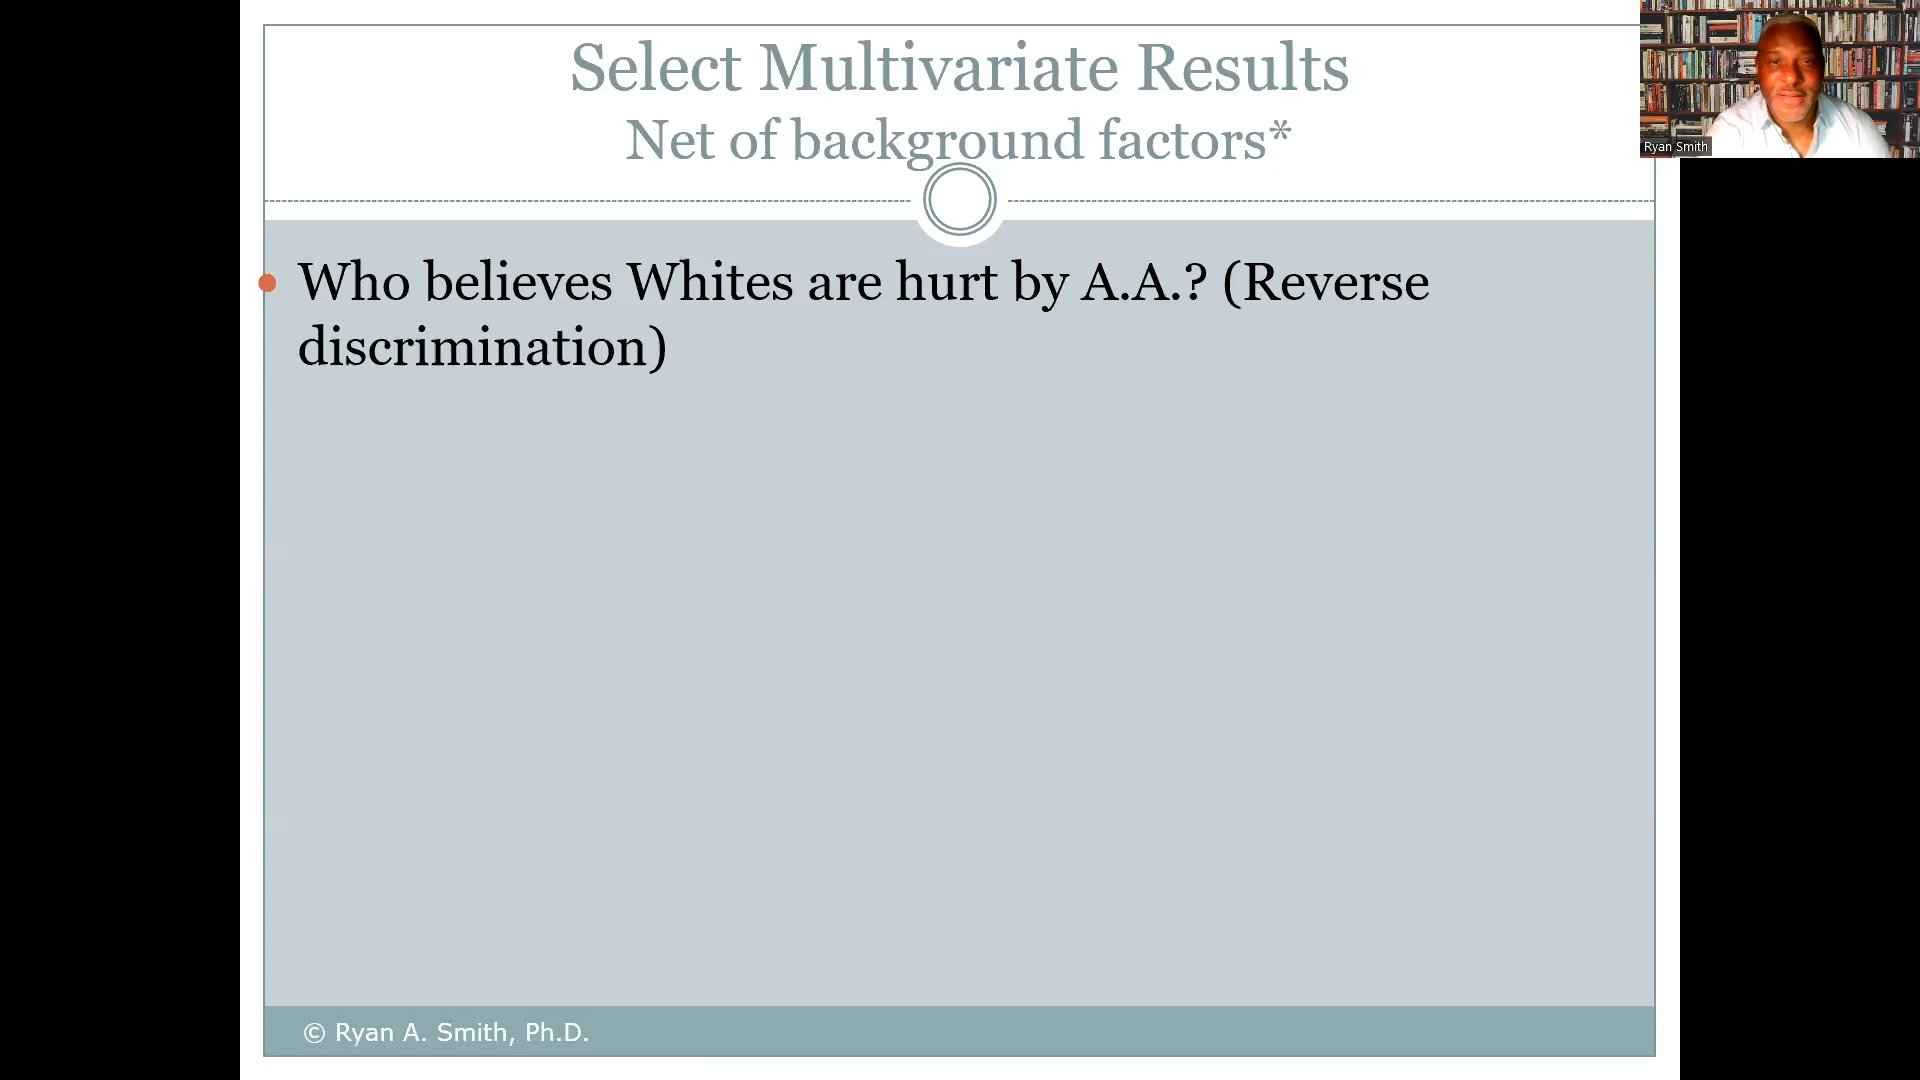 Select Multivariate Results
Net of background factors*
Ryan Smith
Who believes Whites are hurt by A.A.? (Reverse
discrimination)
© Ryan A. Smith, Ph.D.